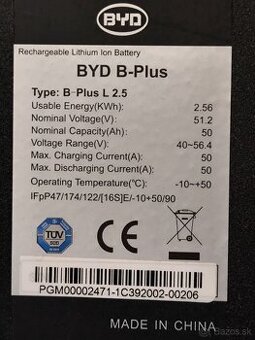 BYD
Rechargeable Lithium Ion Battery
BYD B-Plus
Type: B-Plus L 2.5
Usable Energy(KWh) 2.56
Nominal Voltage(V) 51.2
Nominal Capacity(Ah) 50
Voltage Range(V) 40~56.4
Max. Charging Current(A) 50
Max. Discharging Current(A) 50
Operating Temperature(°C) -10~+50
IFpP47/174/122/[16S]E/-10+50/90
TÜV
SÜD
CE
PGM00002471-1C392002-00206
MADE IN CHINA
Bazos.sk